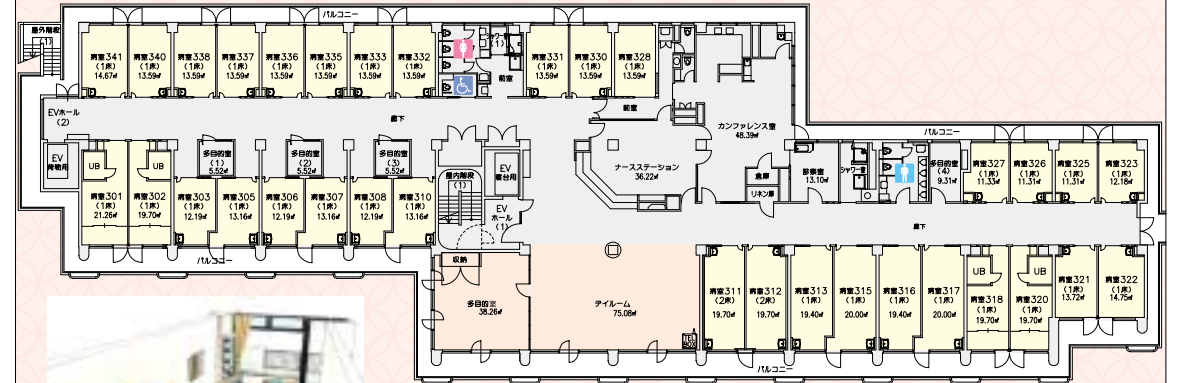 バルコニー
屋外階段
(1)
病室341
(1床)
14.67㎡
病室340
(1床)
13.59㎡
病室338
(1床)
13.59㎡
病室337
(1床)
13.59㎡
病室336
(1床)
13.59㎡
病室335
(1床)
13.59㎡
病室333
(1床)
13.59㎡
病室332
(1床)
13.59㎡
シャワー室
(1)
前室
病室331
(1床)
13.59㎡
病室330
(1床)
13.59㎡
病室328
(1床)
13.59㎡
EVホール
(2)
廊下
前室
カンファレンス室
48.39㎡
EV
荷物用
UB
UB
多目的室
(1)
5.52㎡
多目的室
(2)
5.52㎡
多目的室
(3)
5.52㎡
屋内階段
(1)
EV
寝台用
EV
ホール
(1)
ナースステーション
36.22㎡
倉庫
リネン庫
診察室
13.10㎡
シャワー室
多目的室
(4)
9.31㎡
バルコニー
病室327
(1床)
11.33㎡
病室326
(1床)
11.31㎡
病室325
(1床)
11.31㎡
病室323
(1床)
12.18㎡
病室301
(1床)
21.26㎡
病室302
(1床)
19.70㎡
病室303
(1床)
12.19㎡
病室305
(1床)
13.16㎡
病室306
(1床)
12.19㎡
病室307
(1床)
13.16㎡
病室308
(1床)
12.19㎡
病室310
(1床)
13.16㎡
バルコニー
廊下
収納
多目的室
38.26㎡
デイルーム
75.08㎡
TEL
BOX
病室311
(2床)
19.70㎡
病室312
(2床)
19.70㎡
病室313
(1床)
19.40㎡
病室315
(1床)
20.00㎡
病室316
(1床)
19.40㎡
病室317
(1床)
20.00㎡
UB
病室318
(1床)
19.70㎡
UB
病室320
(1床)
19.70㎡
病室321
(1床)
13.72㎡
病室322
(1床)
14.75㎡
バルコニー